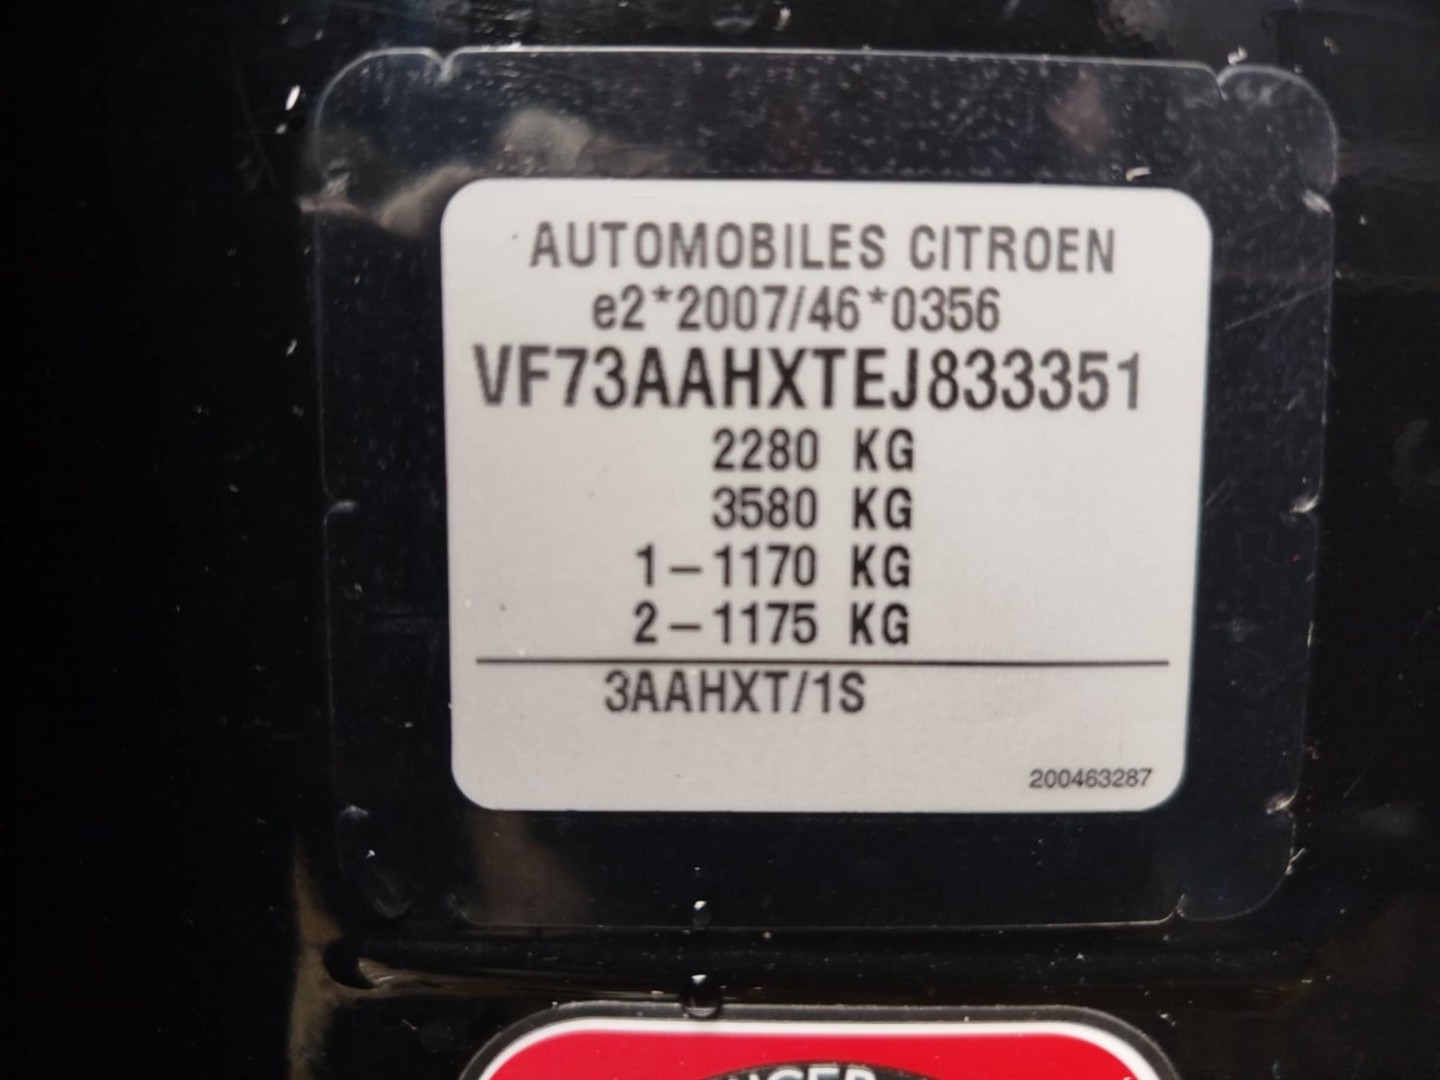 AUTOMOBILES CITROEN
e2*2007/46*0356
VF73AAHXTEJ833351
2280 KG
3580 KG
1-1170 KG
2-1175 KG
3AAHXT/1S
200463287